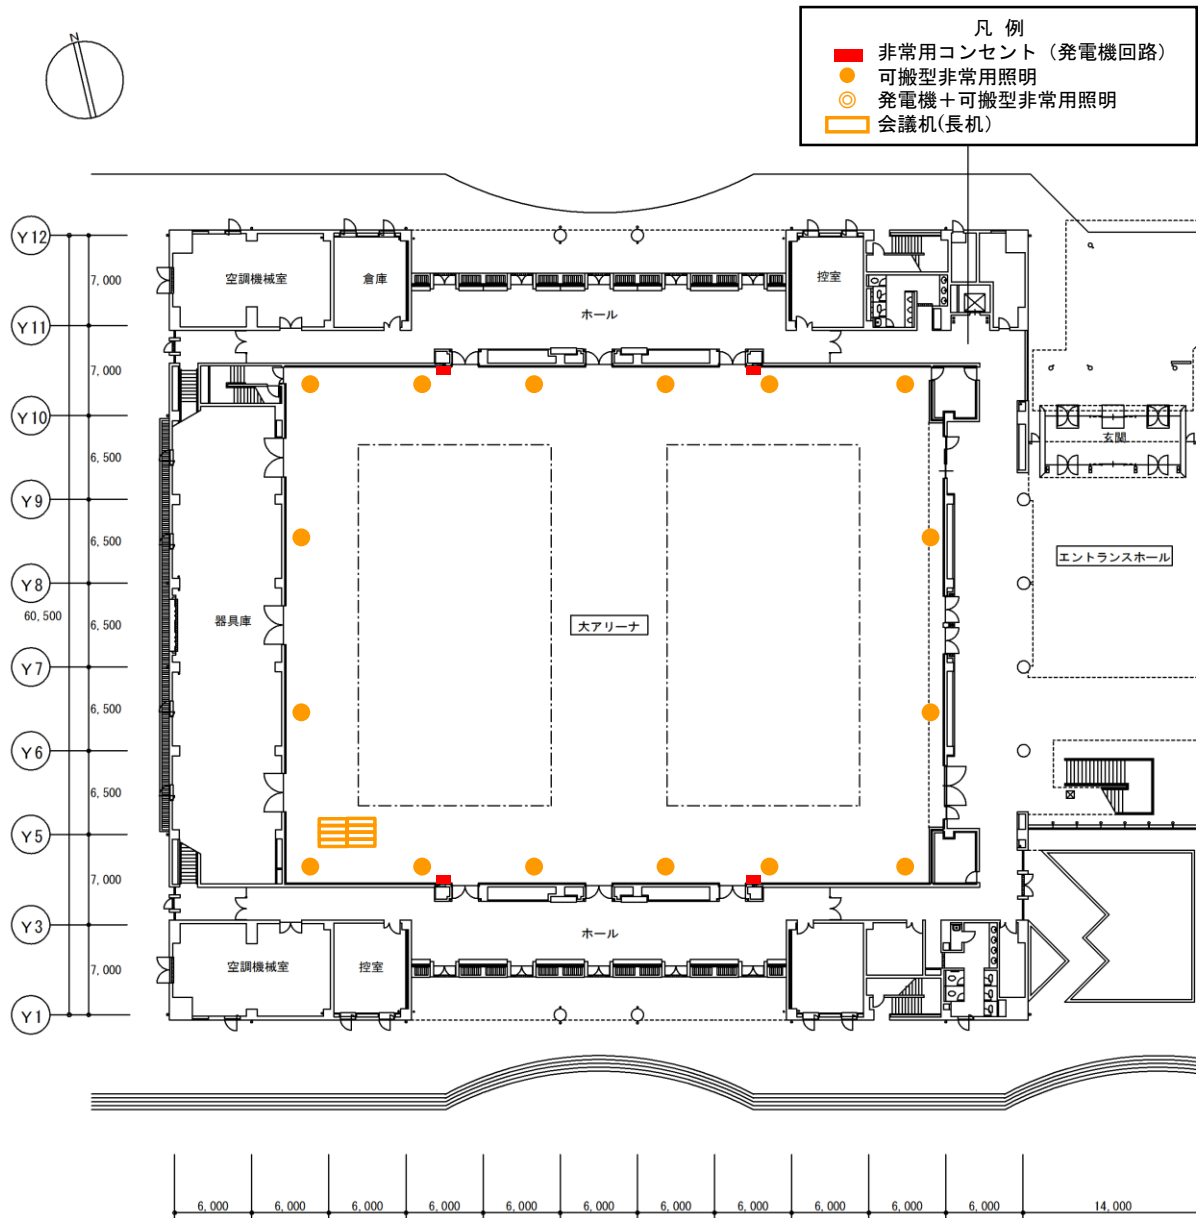 凡 例
非常用コンセント（発電機回路）
可搬型非常用照明
発電機＋可搬型非常用照明
会議机(長机）
N
Y12
7,000
空調機械室
倉庫
控室
ホール
Y11
7,000
Y10
玄関
6,500
Y9
6,500
エントランスホール
Y8
60,500
器具庫
大アリーナ
6,500
Y7
6,500
Y6
6,500
Y5
7,000
Y3
ホール
空調機械室
控室
7,000
Y1
6,000 6,000 6,000 6,000 6,000 6,000 6,000 6,000 6,000 6,000 6,000 14,000